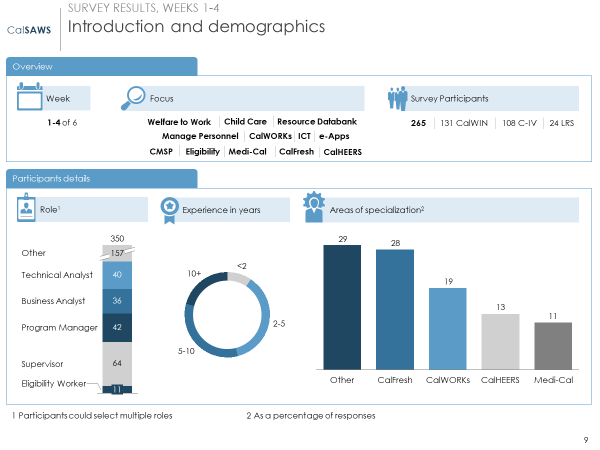 SURVEY RESULTS, WEEKS 1-4
CalSAWS
Introduction and demographics
Overview
Week
Focus
Survey Participants
1-4 of 6
Welfare to Work Child Care Resource Databank
Manage Personnel CalWORKs ICT e-Apps
CMSP Eligibility Medi-Cal CalFresh CalHEERS
265 131 CalWIN 108 C-IV 24 LRS
Participants details
Role1
Experience in years
Areas of specialization2
350
Other 157
Technical Analyst 40
Business Analyst 36
Program Manager 42
Supervisor 64
Eligibility Worker 11
<2
10+
2-5
5-10
29
28
19
13
11
Other CalFresh CalWORKs CalHEERS Medi-Cal
1 Participants could select multiple roles
2 As a percentage of responses
9